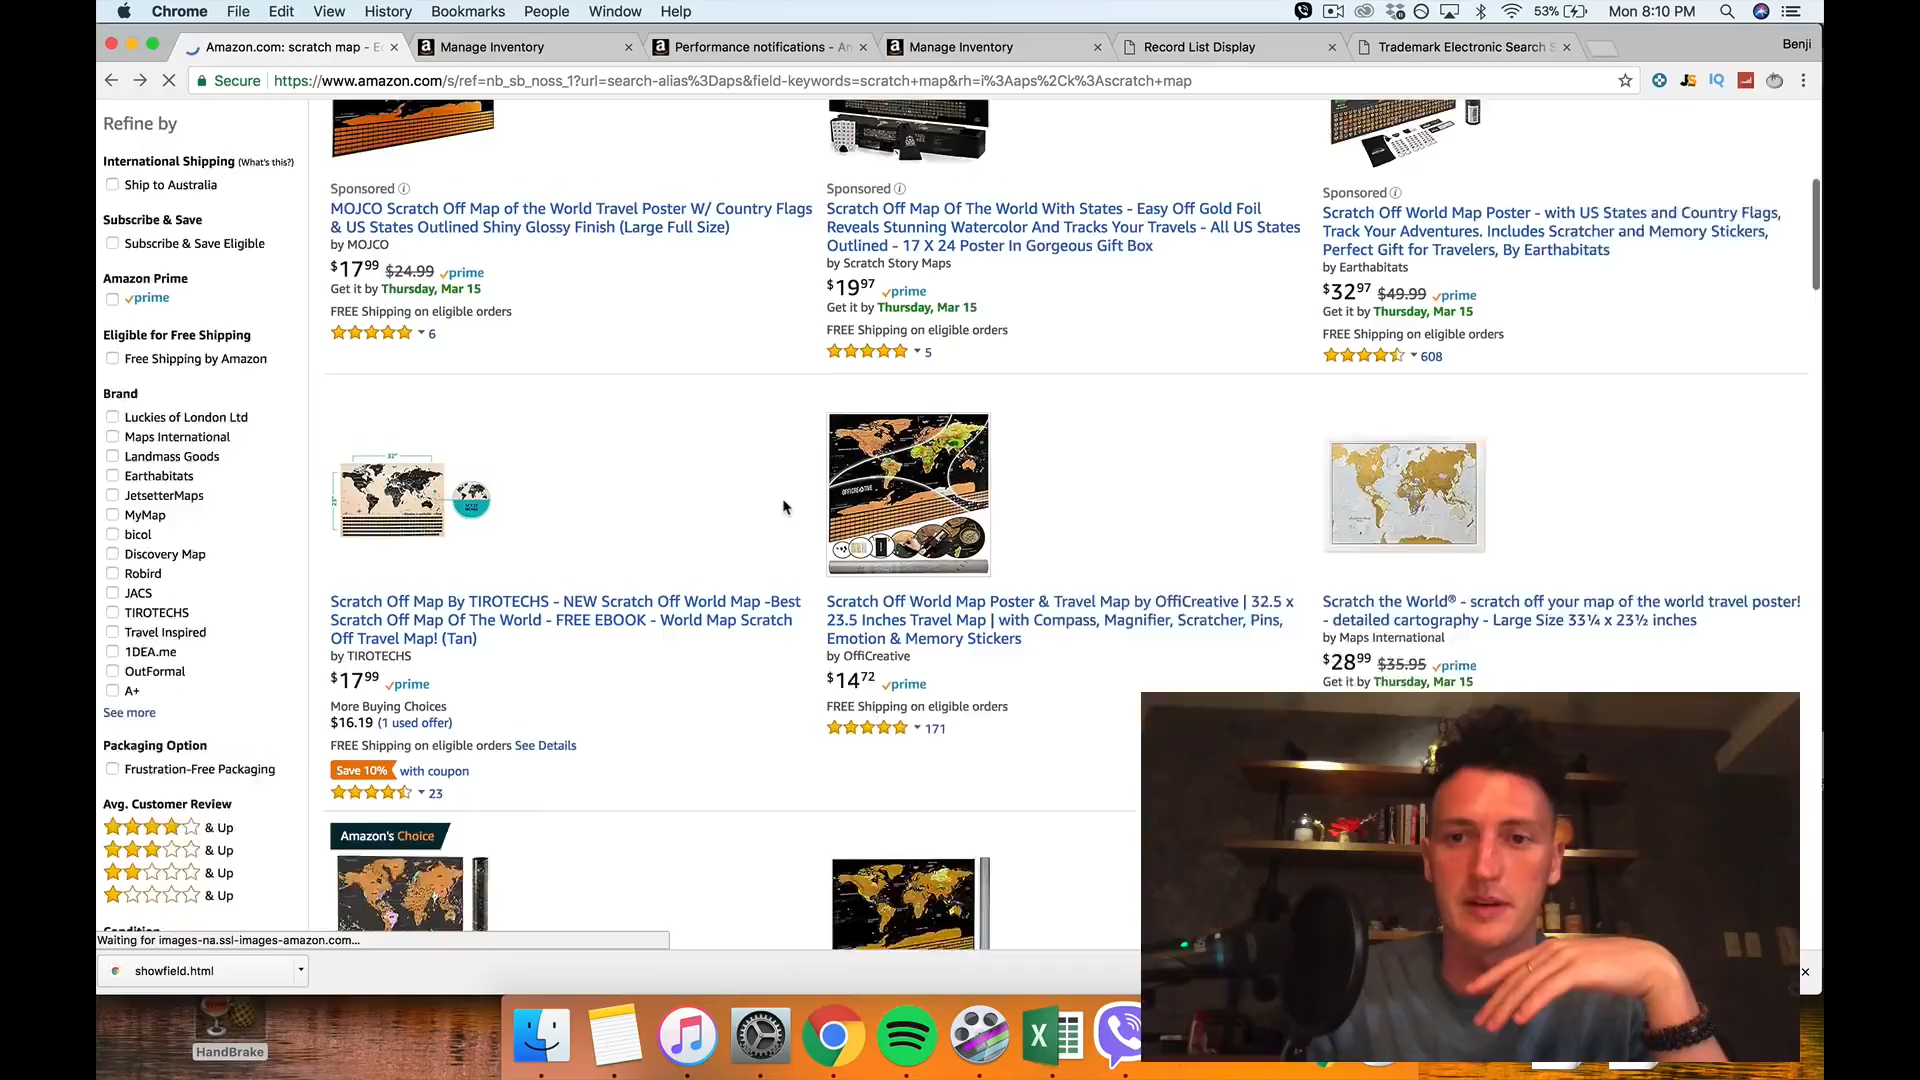 Chrome File Edit View History Bookmarks People Window Help
53% Mon 8:10 PM
Amazon.com: scratch map - Ec
Manage Inventory
Performance notifications - Am
Manage Inventory
Record List Display
Trademark Electronic Search S
Benji
Secure https://www.amazon.com/s/ref=nb_sb_noss_1?url=search-alias%3Daps&field-keywords=scratch+map&rh=i%3Aaps%2Ck%3Ascratch+map
Refine by
International Shipping (What's this?)
Ship to Australia
Subscribe & Save
Subscribe & Save Eligible
Amazon Prime
prime
Eligible for Free Shipping
Free Shipping by Amazon
Brand
Luckies of London Ltd
Maps International
Landmass Goods
Earthabitats
JetsetterMaps
MyMap
bicol
Discovery Map
Robird
JACS
TIROTECHS
Travel Inspired
1DEA.me
OutFormal
A+
See more
Packaging Option
Frustration-Free Packaging
Avg. Customer Review
& Up
& Up
& Up
& Up
Condition
Sponsored
MOJCO Scratch Off Map of the World Travel Poster W/ Country Flags
& US States Outlined Shiny Glossy Finish (Large Full Size)
by MOJCO
$17 99 $24.99 prime
Get it by Thursday, Mar 15
FREE Shipping on eligible orders
6
Sponsored
Scratch Off Map Of The World With States - Easy Off Gold Foil
Reveals Stunning Watercolor And Tracks Your Travels - All US States
Outlined - 17 X 24 Poster In Gorgeous Gift Box
by Scratch Story Maps
$19 97 prime
Get it by Thursday, Mar 15
FREE Shipping on eligible orders
5
Sponsored
Scratch Off World Map Poster - with US States and Country Flags,
Track Your Adventures. Includes Scratcher and Memory Stickers,
Perfect Gift for Travelers, By Earthabitats
by Earthabitats
$32 97 $49.99 prime
Get it by Thursday, Mar 15
FREE Shipping on eligible orders
608
Scratch Off Map By TIROTECHS - NEW Scratch Off World Map -Best
Scratch Off Map Of The World - FREE EBOOK - World Map Scratch
Off Travel Map! (Tan)
by TIROTECHS
$17 99 prime
More Buying Choices
$16.19 (1 used offer)
FREE Shipping on eligible orders See Details
Save 10% with coupon
23
Scratch Off World Map Poster & Travel Map by OffiCreative | 32.5 x
23.5 Inches Travel Map | with Compass, Magnifier, Scratcher, Pins,
Emotion & Memory Stickers
by OffiCreative
$14 72 prime
FREE Shipping on eligible orders
171
Scratch the World® - scratch off your map of the world travel poster!
- detailed cartography - Large Size 33¼ x 23½ inches
by Maps International
$28 99 $35.95 prime
Get it by Thursday, Mar 15
Amazon's Choice
Waiting for images-na.ssl-images-amazon.com...
showfield.html
HandBrake